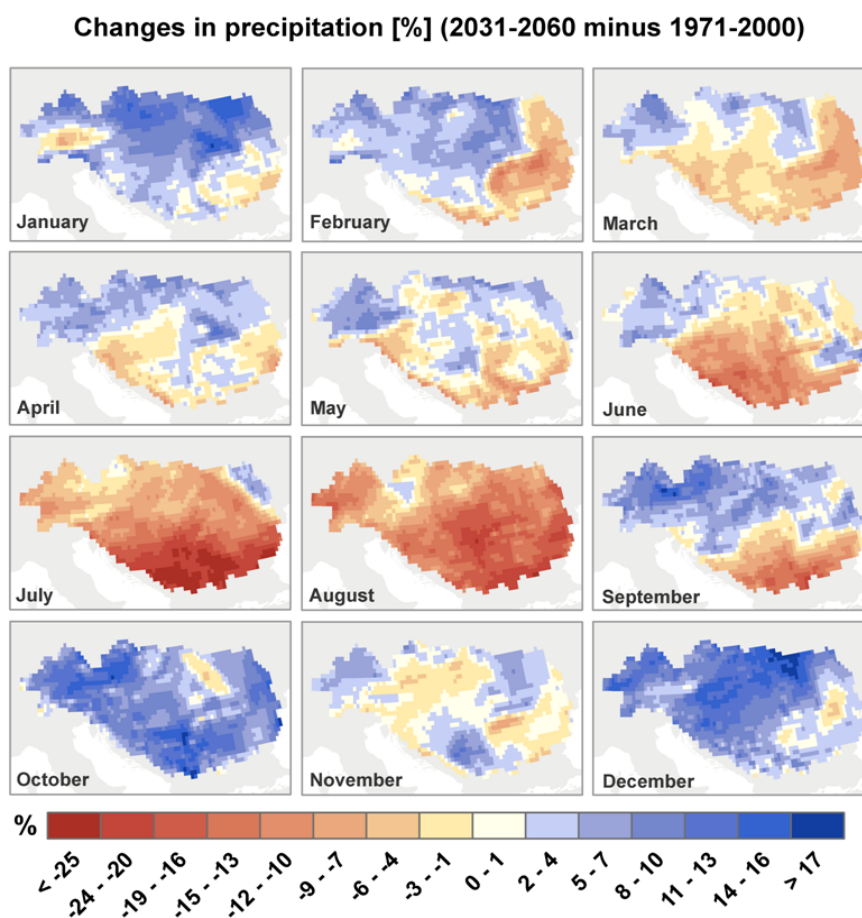 Changes in precipitation [%] (2031-2060 minus 1971-2000)
January
February
March
April
May
June
July
August
September
October
November
December
%
< -25
-24 - -20
-19 - -16
-15 - -13
-12 - -10
-9 - -7
-6 - -4
-3 - -1
0 - 1
2 - 4
5 - 7
8 - 10
11 - 13
14 - 16
> 17